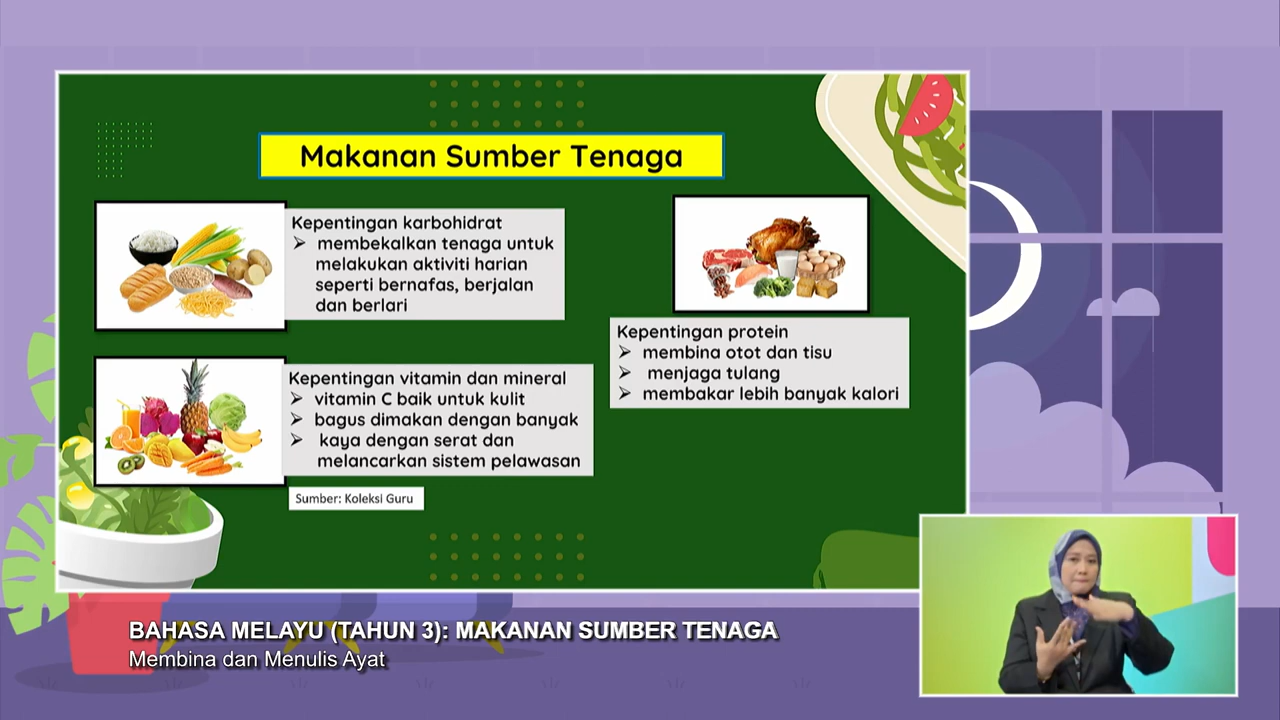 Makanan Sumber Tenaga
Kepentingan karbohidrat
➢ membekalkan tenaga untuk
melakukan aktiviti harian
seperti bernafas, berjalan
dan berlari
Kepentingan vitamin dan mineral
➢ vitamin C baik untuk kulit
➢ bagus dimakan dengan banyak
➢ kaya dengan serat dan
melancarkan sistem pelawasan
Sumber: Koleksi Guru
Kepentingan protein
➢ membina otot dan tisu
➢ menjaga tulang
➢ membakar lebih banyak kalori
BAHASA MELAYU (TAHUN 3): MAKANAN SUMBER TENAGA
Membina dan Menulis Ayat